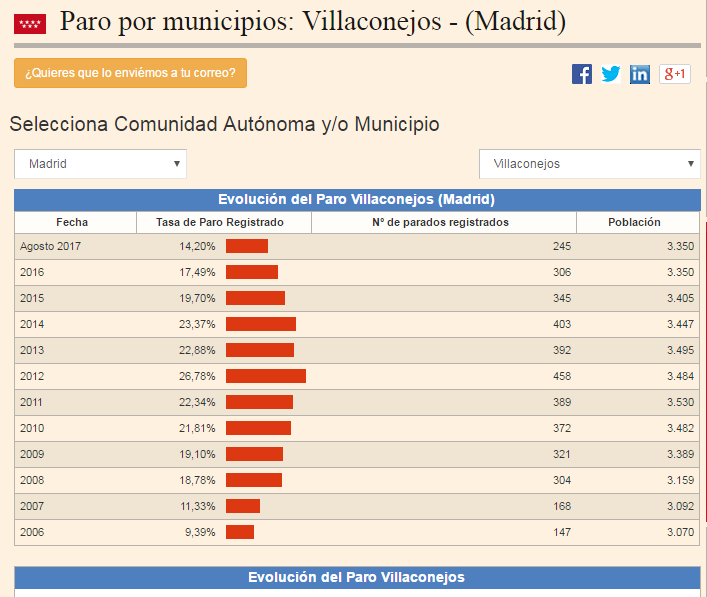 Paro por municipios: Villaconejos - (Madrid)
¿Quieres que lo enviémos a tu correo?
f in g+1
Selecciona Comunidad Autónoma y/o Municipio
Madrid Villaconejos
Evolución del Paro Villaconejos (Madrid)
Fecha Tasa de Paro Registrado Nº de parados registrados Población
Agosto 2017 14,20% 245 3.350
2016 17,49% 306 3.350
2015 19,70% 345 3.405
2014 23,37% 403 3.447
2013 22,88% 392 3.495
2012 26,78% 458 3.484
2011 22,34% 389 3.530
2010 21,81% 372 3.482
2009 19,10% 321 3.389
2008 18,78% 304 3.159
2007 11,33% 168 3.092
2006 9,39% 147 3.070
Evolución del Paro Villaconejos